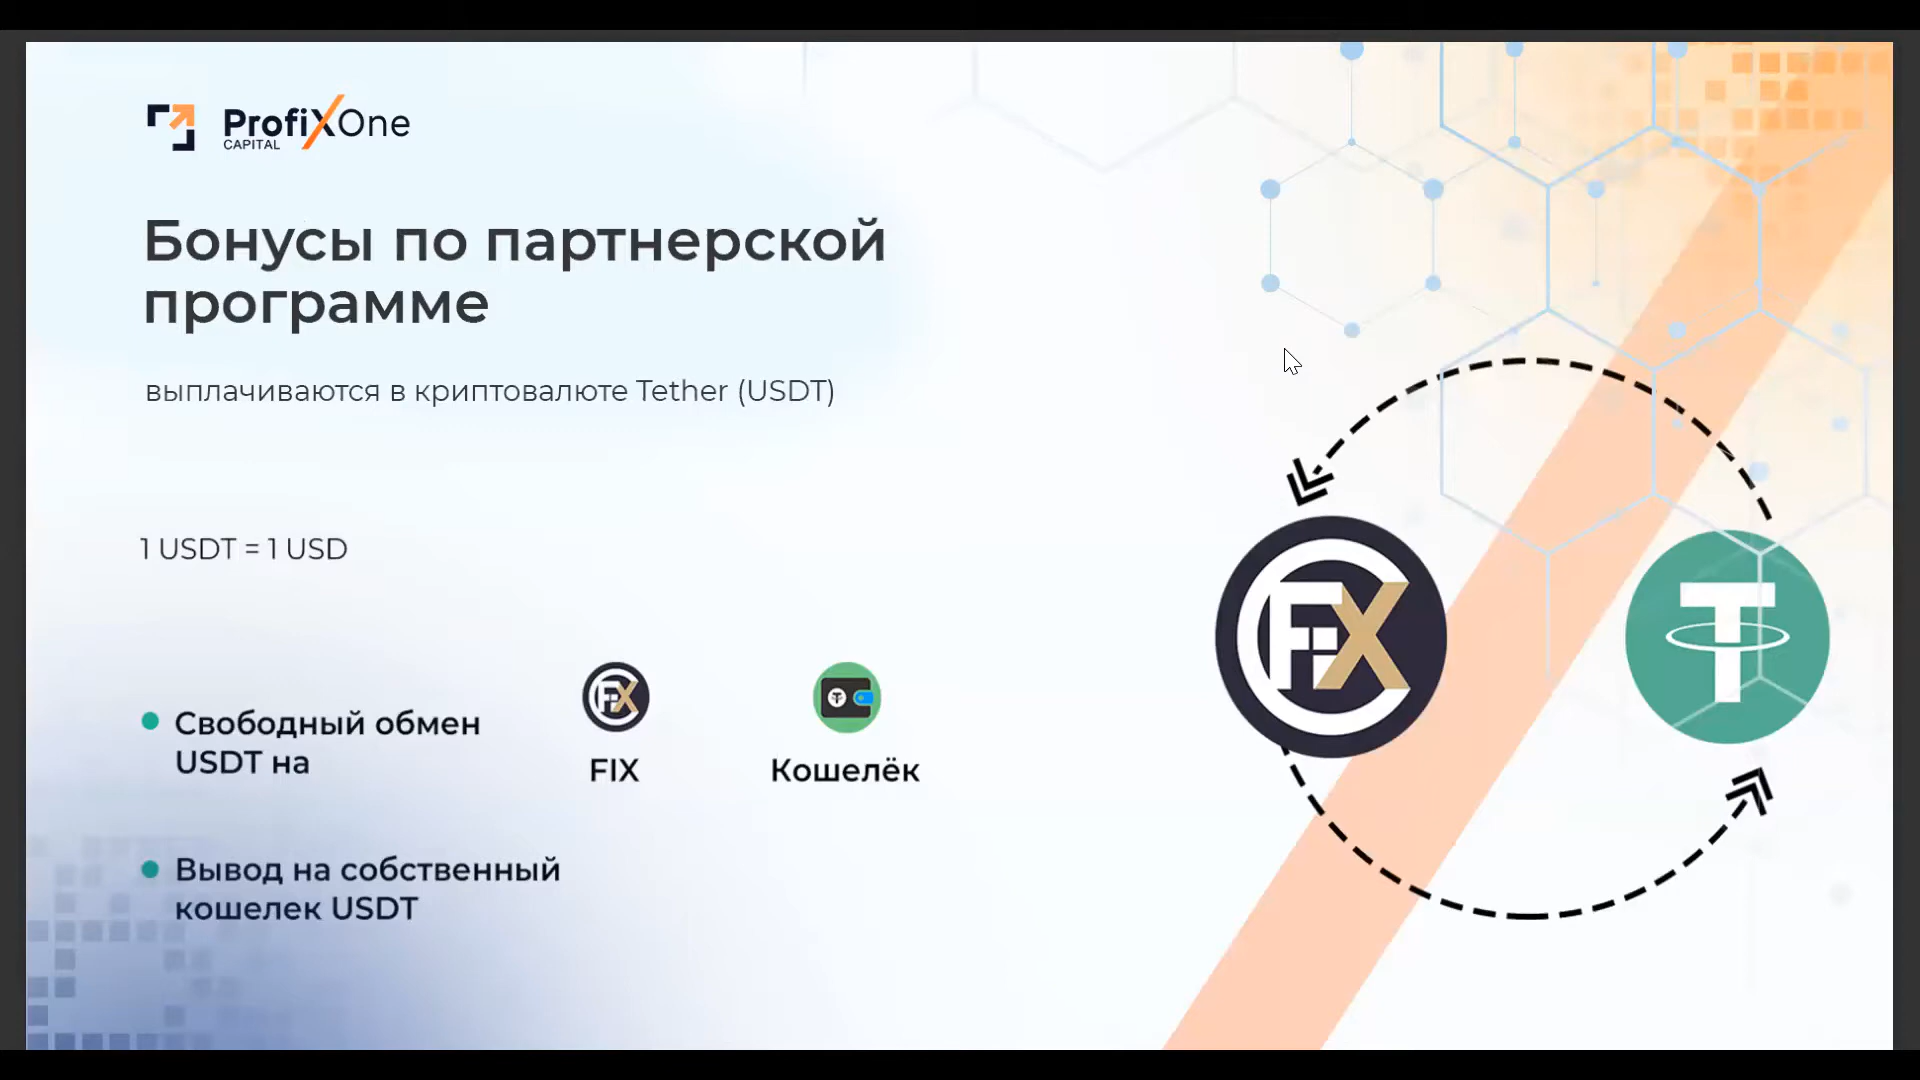 ProfiXOne
CAPITAL
Бонусы по партнерской
программе
выплачиваются в криптовалюте Tether (USDT)
1 USDT = 1 USD
Свободный обмен
USDT на
FIX
Кошелёк
Вывод на собственный
кошелек USDT